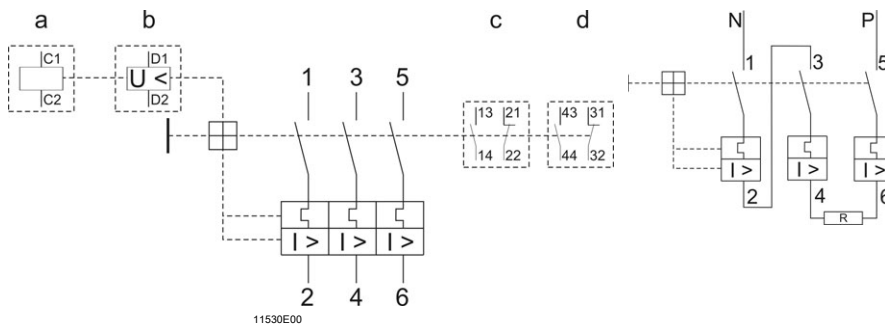 a b c d N P
C1 D1
U <
C2 D2
1 3 5
13 21 43 31
14 22 44 32
I > I > I >
2 4 6
11530E00
1 3 5
I > I > I >
2 4 6
R